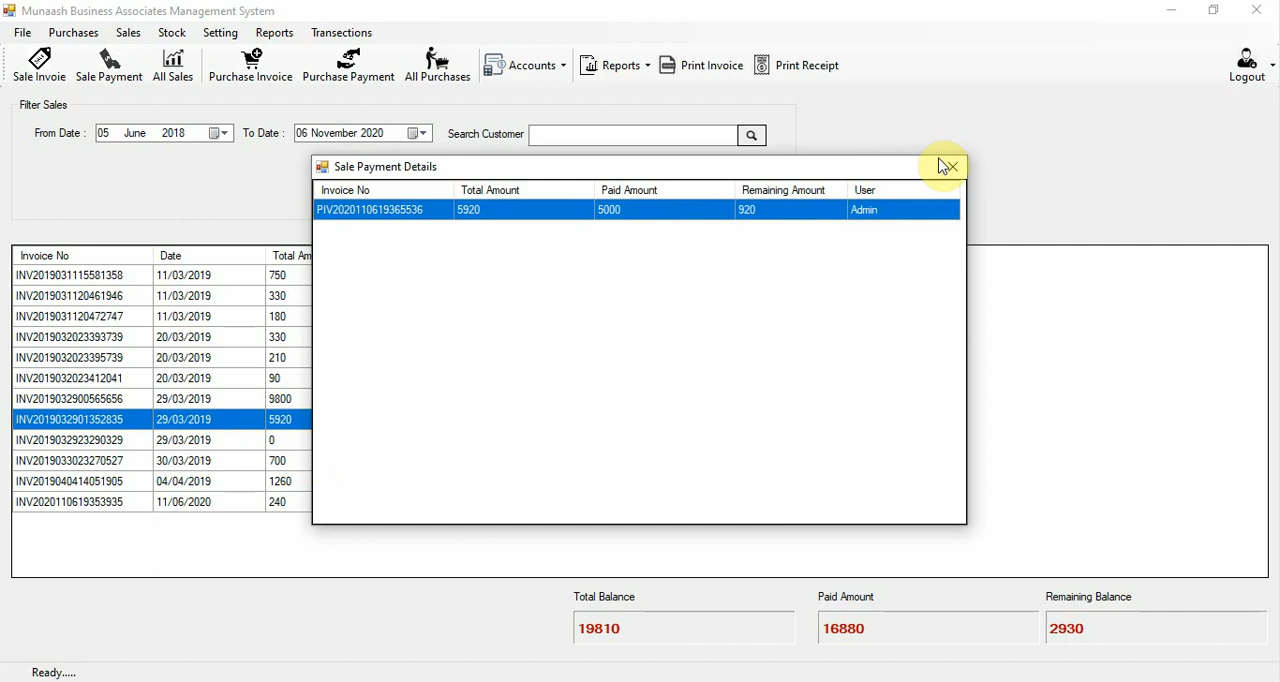 Munaash Business Associates Management System
File Purchases Sales Stock Setting Reports Transactions
Sale Invoie Sale Payment All Sales Purchase Invoice Purchase Payment All Purchases Accounts Reports Print Invoice Print Receipt Logout
Filter Sales
From Date : 05 June 2018 To Date : 06 November 2020 Search Customer
Sale Payment Details
Invoice No Total Amount Paid Amount Remaining Amount User
PIV2020110619365536 5920 5000 920 Admin
Invoice No Date Total Am
INV2019031115581358 11/03/2019 750
INV2019031120461946 11/03/2019 330
INV2019031120472747 11/03/2019 180
INV2019032023393739 20/03/2019 330
INV2019032023395739 20/03/2019 210
INV2019032023412041 20/03/2019 90
INV2019032900565656 29/03/2019 9800
INV2019032901352835 29/03/2019 5920
INV2019032923290329 29/03/2019 0
INV2019033023270527 30/03/2019 700
INV2019040414051905 04/04/2019 1260
INV2020110619353935 11/06/2020 240
Total Balance Paid Amount Remaining Balance
19810 16880 2930
Ready.....